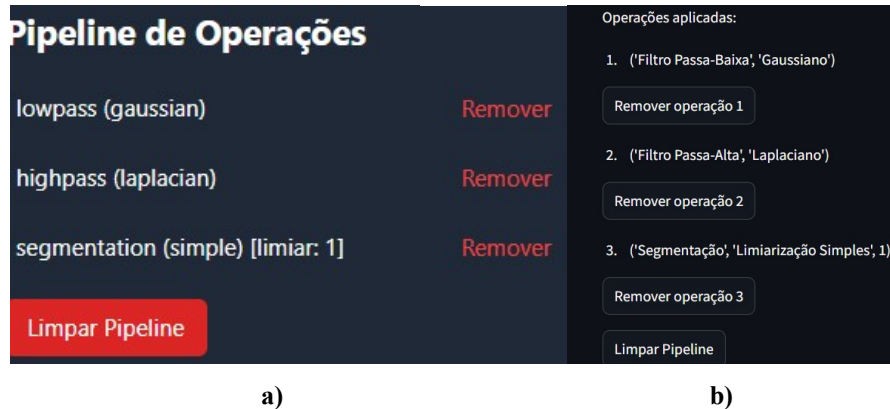 Pipeline de Operações
lowpass (gaussian) Remover
highpass (laplacian) Remover
segmentation (simple) [limiar: 1] Remover
Limpar Pipeline
a)
Operações aplicadas:
1. ('Filtro Passa-Baixa', 'Gaussiano')
Remover operação 1
2. ('Filtro Passa-Alta', 'Laplaciano')
Remover operação 2
3. ('Segmentação', 'Limiarização Simples', 1)
Remover operação 3
Limpar Pipeline
b)